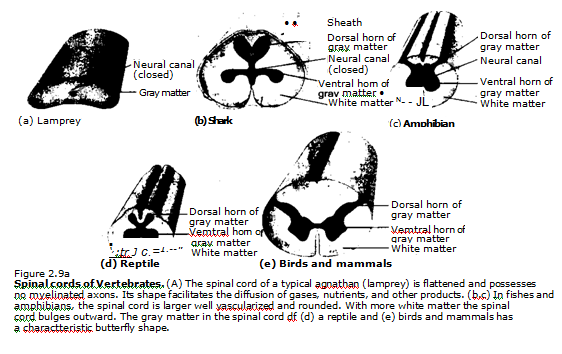 Sheath
Dorsal horn of
gray matter
Neural canal
(closed)
Ventral horn of
gray matter
White matter
Neural canal
(closed)
Gray matter
Dorsal horn of
gray matter
Neural canal
Ventral horn of
gray matter
White matter
N-- JL
(a) Lamprey
(b) Shark
(c) Amphibian
Dorsal horn of
gray matter
Vemtral horn of
gray matter
White matter
Dorsal horn of
gray matter
Vemtral horn of
gray matter
White matter
(d) Reptile
(e) Birds and mammals
Figure 2.9a
Spinal cords of Vertebrates. (A) The spinal cord of a typical agnathan (lamprey) is flattened and possesses
no myelinated axons. Its shape facilitates the diffusion of gases, nutrients, and other products. (b,c) In fishes and
amphibians, the spinal cord is larger well vascularized and rounded. With more white matter the spinal
cord bulges outward. The gray matter in the spinal cord df (d) a reptile and (e) birds and mammals has
a charactteristic butterfly shape.